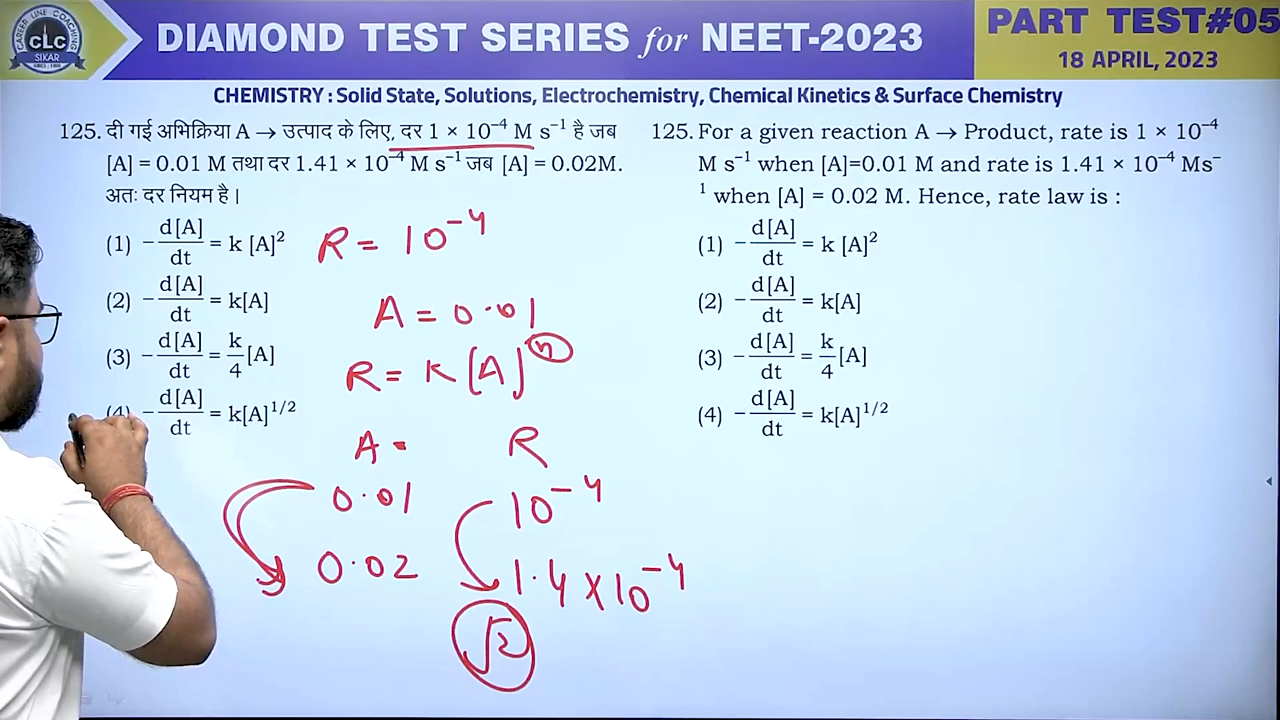 CAREER LINE COACHING
CLC
SIKAR
SINCE : 1996
DIAMOND TEST SERIES for NEET-2023
PART TEST#05
18 APRIL, 2023
CHEMISTRY : Solid State, Solutions, Electrochemistry, Chemical Kinetics & Surface Chemistry
125. दी गई अभिक्रिया A → उत्पाद के लिए, दर 1 × 10⁻⁴ M s⁻¹ है जब
[A] = 0.01 M तथा दर 1.41 × 10⁻⁴ M s⁻¹ जब [A] = 0.02M.
अतः दर नियम है।
(1) −d[A]/dt = k [A]²
(2) −d[A]/dt = k[A]
(3) −d[A]/dt = k/4 [A]
(4) −d[A]/dt = k[A]¹/²
R = 10⁻⁴
A = 0.01
R = K [A]ⁿ
A = R
0.01 10⁻⁴
0.02 1.4 × 10⁻⁴
√2
125. For a given reaction A → Product, rate is 1 × 10⁻⁴
M s⁻¹ when [A]=0.01 M and rate is 1.41 × 10⁻⁴ Ms⁻
¹ when [A] = 0.02 M. Hence, rate law is :
(1) −d[A]/dt = k [A]²
(2) −d[A]/dt = k[A]
(3) −d[A]/dt = k/4 [A]
(4) −d[A]/dt = k[A]¹/²